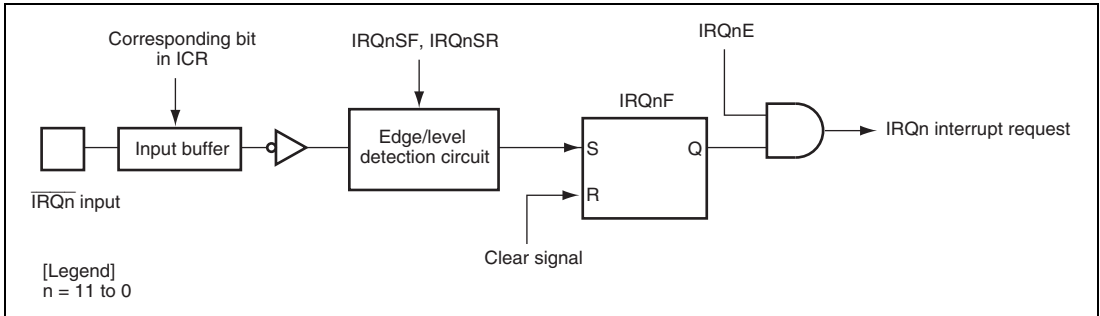 Corresponding bit
in ICR
IRQnSF, IRQnSR
IRQnE
IRQnF
Input buffer
Edge/level
detection circuit
S
Q
R
IRQn interrupt request
I̅R̅Q̅n̅ input
Clear signal
[Legend]
n = 11 to 0